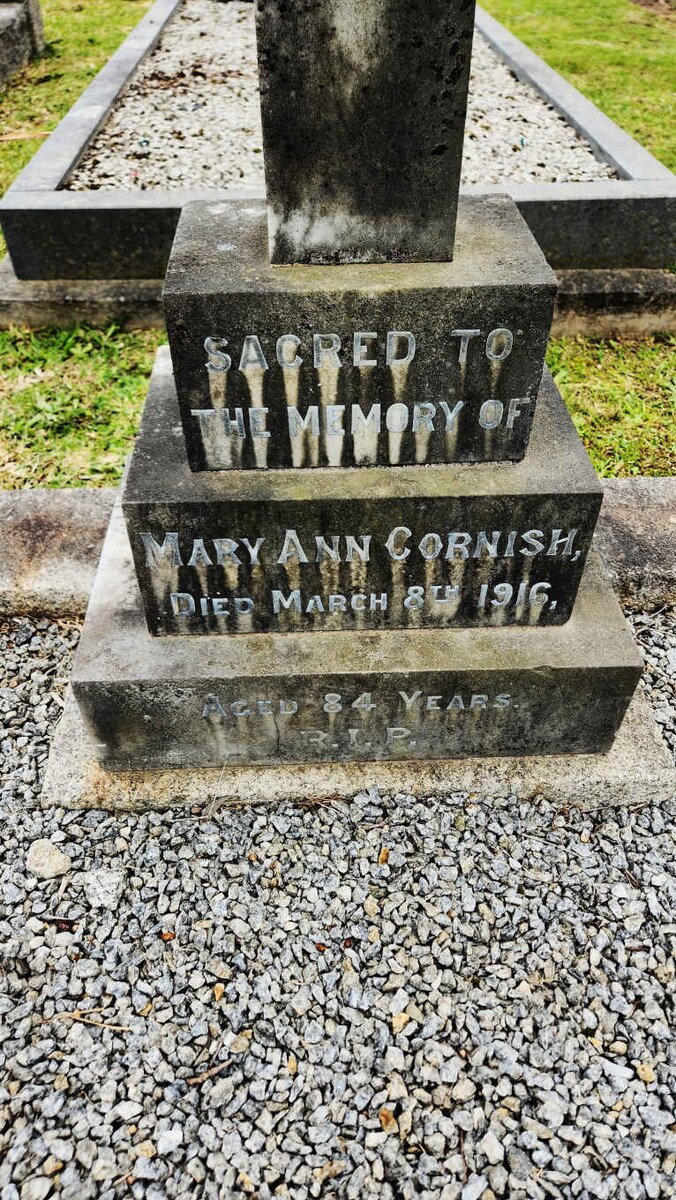 SACRED TO
THE MEMORY OF
MARY ANN CORNISH,
DIED MARCH 8TH 1916,
AGED 84 YEARS.
R.I.P.